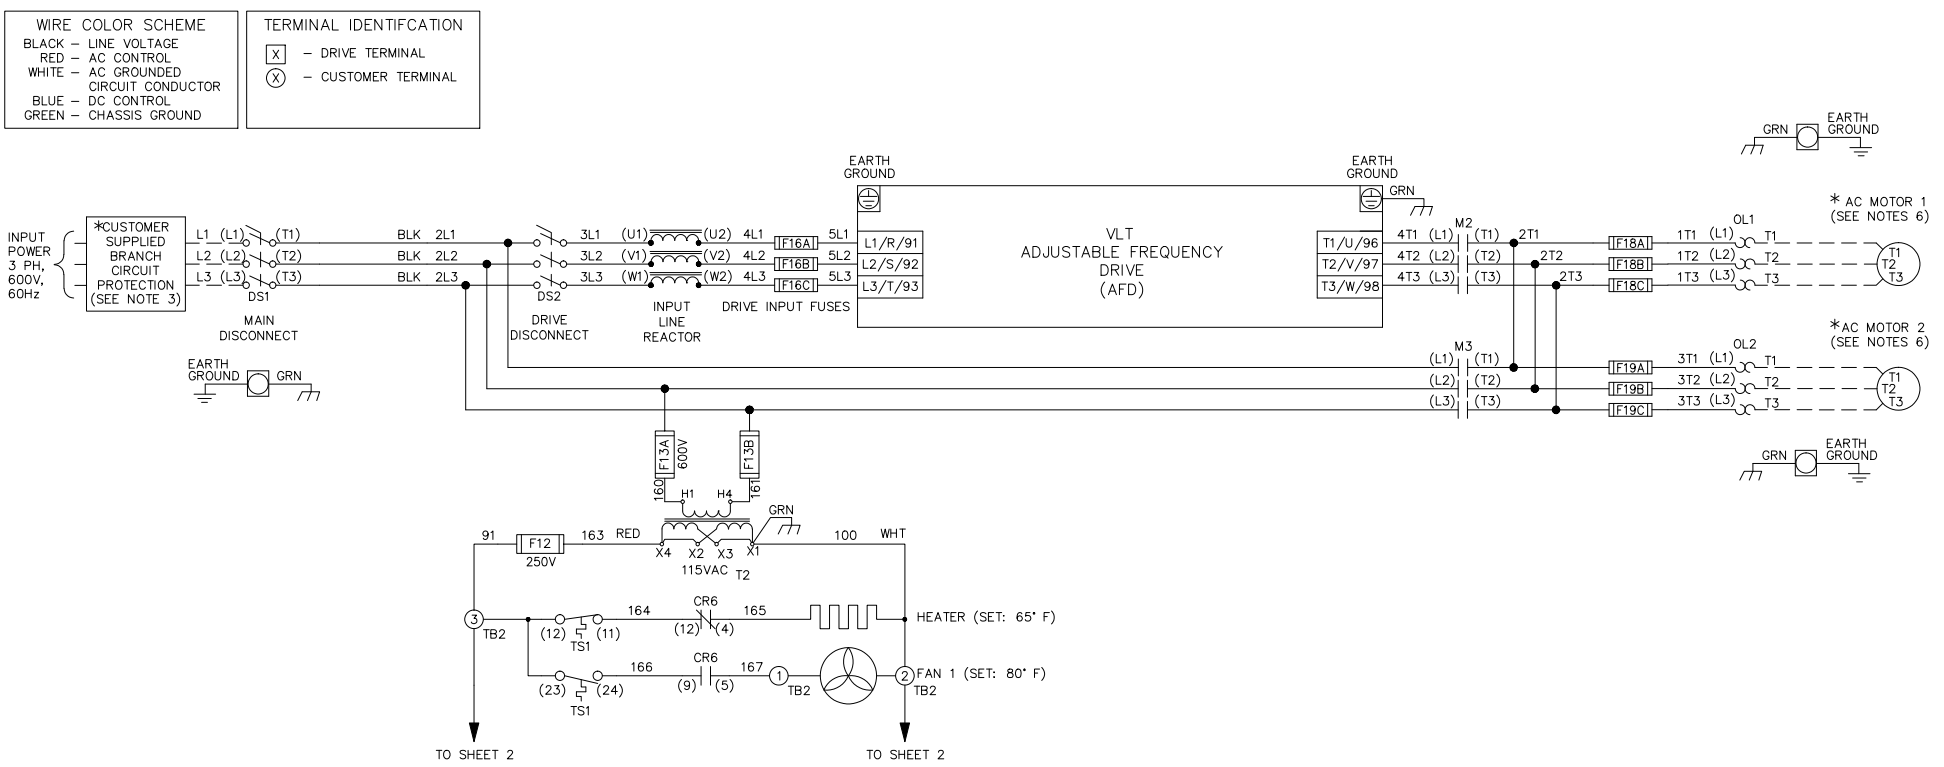 WIRE COLOR SCHEME
BLACK – LINE VOLTAGE
RED – AC CONTROL
WHITE – AC GROUNDED
CIRCUIT CONDUCTOR
BLUE – DC CONTROL
GREEN – CHASSIS GROUND
TERMINAL IDENTIFCATION
X – DRIVE TERMINAL
X – CUSTOMER TERMINAL
GRN
EARTH
GROUND
EARTH
GROUND
EARTH
GROUND
GRN
INPUT
POWER
3 PH,
600V,
60Hz
*CUSTOMER
SUPPLIED
BRANCH
CIRCUIT
PROTECTION
(SEE NOTE 3)
L1 (L1) (T1) BLK 2L1 3L1 (U1) (U2) 4L1 F16A 5L1 L1/R/91
L2 (L2) (T2) BLK 2L2 3L2 (V1) (V2) 4L2 F16B 5L2 L2/S/92
L3 (L3) (T3) BLK 2L3 3L3 (W1) (W2) 4L3 F16C 5L3 L3/T/93
DS1
MAIN
DISCONNECT
DS2
DRIVE
DISCONNECT
INPUT
LINE
REACTOR
DRIVE INPUT FUSES
VLT
ADJUSTABLE FREQUENCY
DRIVE
(AFD)
M2
OL1
* AC MOTOR 1
(SEE NOTES 6)
T1/U/96 4T1 (L1) (T1) 2T1 F18A 1T1 (L1) T1 T1
T2/V/97 4T2 (L2) (T2) 2T2 F18B 1T2 (L2) T2 T2
T3/W/98 4T3 (L3) (T3) 2T3 F18C 1T3 (L3) T3 T3
EARTH
GROUND
GRN
M3
OL2
*AC MOTOR 2
(SEE NOTES 6)
(L1) (T1) F19A 3T1 (L1) T1 T1
(L2) (T2) F19B 3T2 (L2) T2 T2
(L3) (T3) F19C 3T3 (L3) T3 T3
GRN
EARTH
GROUND
F13A
600V
F13B
160
161
H1 H4
GRN
91 F12 163 RED
250V
X4 X2 X3 X1
100 WHT
115VAC T2
3
TB2
(12) (11)
TS1
164
CR6
(12) (4)
165
HEATER (SET: 65° F)
(23) (24)
TS1
166
CR6
(9) (5)
167
1
TB2
2
TB2
FAN 1 (SET: 80° F)
TO SHEET 2
TO SHEET 2